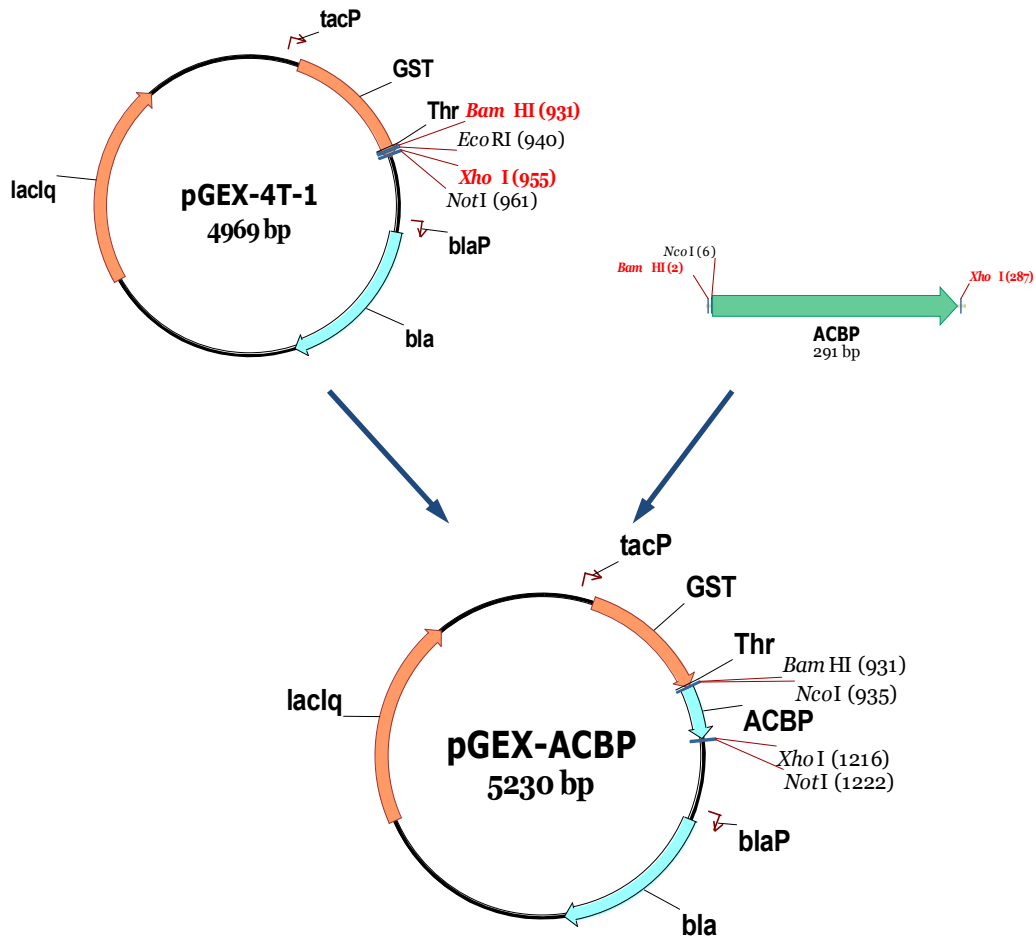 tacP
GST
Thr
Bam HI (931)
EcoRI (940)
Xho I (955)
NotI (961)
pGEX-4T-1
4969 bp
lacIq
blaP
bla
NcoI (6)
Bam HI (2)
Xho I (287)
ACBP
291 bp
tacP
GST
Thr
Bam HI (931)
NcoI (935)
ACBP
lacIq
pGEX-ACBP
5230 bp
Xho I (1216)
NotI (1222)
blaP
bla